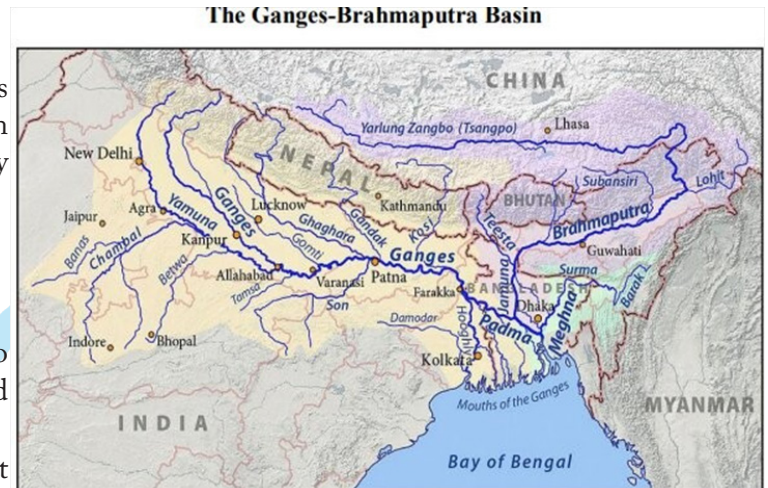 The Ganges-Brahmaputra Basin
CHINA
Yarlung Zangbo (Tsangpo)
Lhasa
New Delhi
NEPAL
Subansiri
Lohit
BHUTAN
Jaipur
Agra
Yamuna
Ganges
Lucknow
Kathmandu
Teesta
Brahmaputra
Banas
Chambal
Kanpur
Gomti
Ghaghara
Gandak
Kosi
Guwahati
Betwa
Allahabad
Varanasi
Patna
Ganges
Surma
Barak
Tamsa
Son
Farakka
BANGLADESH
Jamuna
Dhaka
Meghna
Damodar
Hooghly
Padma
Indore
Bhopal
Kolkata
Mouths of the Ganges
INDIA
MYANMAR
Bay of Bengal
s
n
y
o
d
t